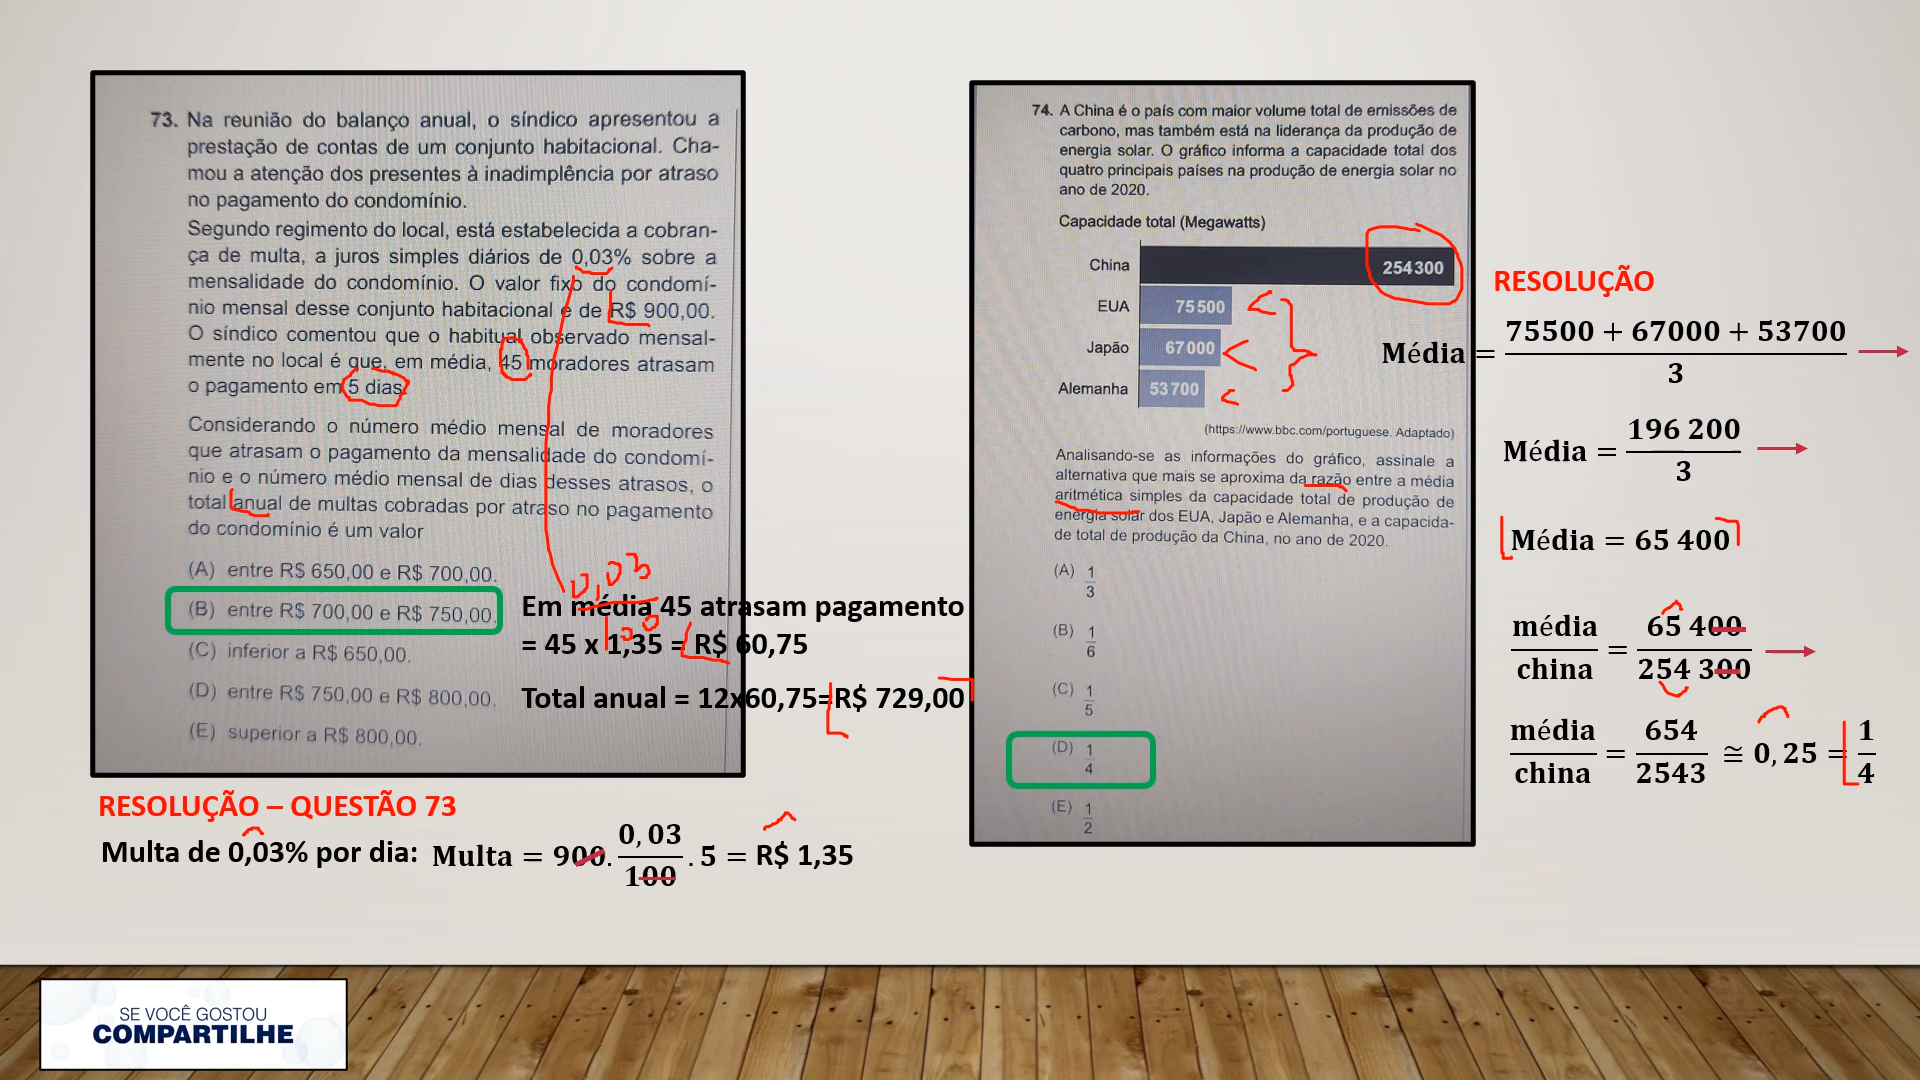 73. Na reunião do balanço anual, o síndico apresentou a
prestação de contas de um conjunto habitacional. Cha-
mou a atenção dos presentes à inadimplência por atraso
no pagamento do condomínio.
Segundo regimento do local, está estabelecida a cobran-
ça de multa, a juros simples diários de 0,03% sobre a
mensalidade do condomínio. O valor fixo do condomí-
nio mensal desse conjunto habitacional é de R$ 900,00.
O síndico comentou que o habitual observado mensal-
mente no local é que, em média, 45 moradores atrasam
o pagamento em 5 dias.
Considerando o número médio mensal de moradores
que atrasam o pagamento da mensalidade do condomí-
nio e o número médio mensal de dias desses atrasos, o
total anual de multas cobradas por atraso no pagamento
do condomínio é um valor
(A) entre R$ 650,00 e R$ 700,00.
(B) entre R$ 700,00 e R$ 750,00.
(C) inferior a R$ 650,00.
(D) entre R$ 750,00 e R$ 800,00.
(E) superior a R$ 800,00.
0,03
100
Em média 45 atrasam pagamento
= 45 x 1,35 = R$ 60,75
Total anual = 12x60,75=R$ 729,00
RESOLUÇÃO – QUESTÃO 73
Multa de 0,03% por dia: Multa = 900. 0,03/100 . 5 = R$ 1,35
74. A China é o país com maior volume total de emissões de
carbono, mas também está na liderança da produção de
energia solar. O gráfico informa a capacidade total dos
quatro principais países na produção de energia solar no
ano de 2020.
Capacidade total (Megawatts)
China 254300
EUA 75500
Japão 67000
Alemanha 53700
(https://www.bbc.com/portuguese. Adaptado)
Analisando-se as informações do gráfico, assinale a
alternativa que mais se aproxima da razão entre a média
aritmética simples da capacidade total de produção de
energia solar dos EUA, Japão e Alemanha, e a capacida-
de total de produção da China, no ano de 2020.
(A) 1/3
(B) 1/6
(C) 1/5
(D) 1/4
(E) 1/2
RESOLUÇÃO
Média = 75500 + 67000 + 53700 / 3
Média = 196 200 / 3
Média = 65 400
média/china = 65 400/254 300
média/china = 654/2543 ≅ 0,25 = 1/4
SE VOCÊ GOSTOU
COMPARTILHE